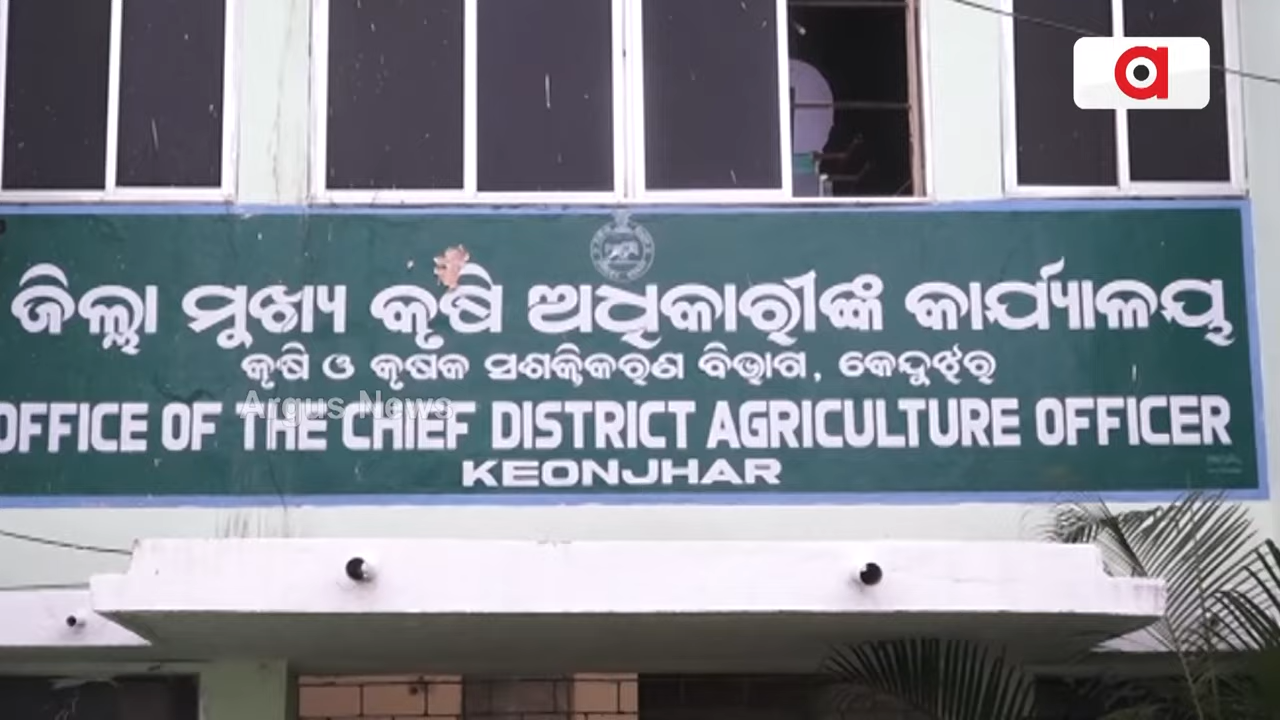 ଜିଲ୍ଲା ମୁଖ୍ୟ କୃଷି ଅଧିକାରୀଙ୍କ କାର୍ଯ୍ୟାଳୟ
କୃଷି ଓ କୃଷକ ସଶକ୍ତିକରଣ ବିଭାଗ, କେନ୍ଦୁଝର
Argus News
OFFICE OF THE CHIEF DISTRICT AGRICULTURE OFFICER
KEONJHAR